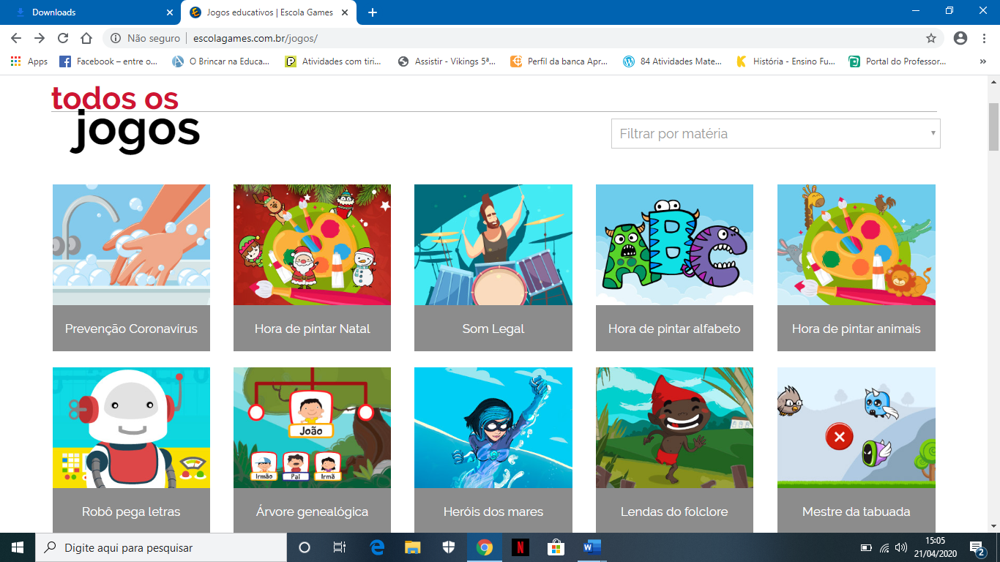 Downloads
Jogos educativos | Escola Games
Não seguro
escolagames.com.br/jogos/
Apps
Facebook – entre o...
O Brincar na Educa...
Atividades com tiri...
Assistir - Vikings 5ª...
Perfil da banca Apr...
84 Atividades Mate...
História - Ensino Fu...
Portal do Professor...
»
todos os
jogos
Filtrar por matéria
ABC
Prevenção Coronavírus
Hora de pintar Natal
Som Legal
Hora de pintar alfabeto
Hora de pintar animais
João
Irmão
Pai
Irmã
Robô pega letras
Árvore genealógica
Heróis dos mares
Lendas do folclore
Mestre da tabuada
Digite aqui para pesquisar
15:05
21/04/2020
2